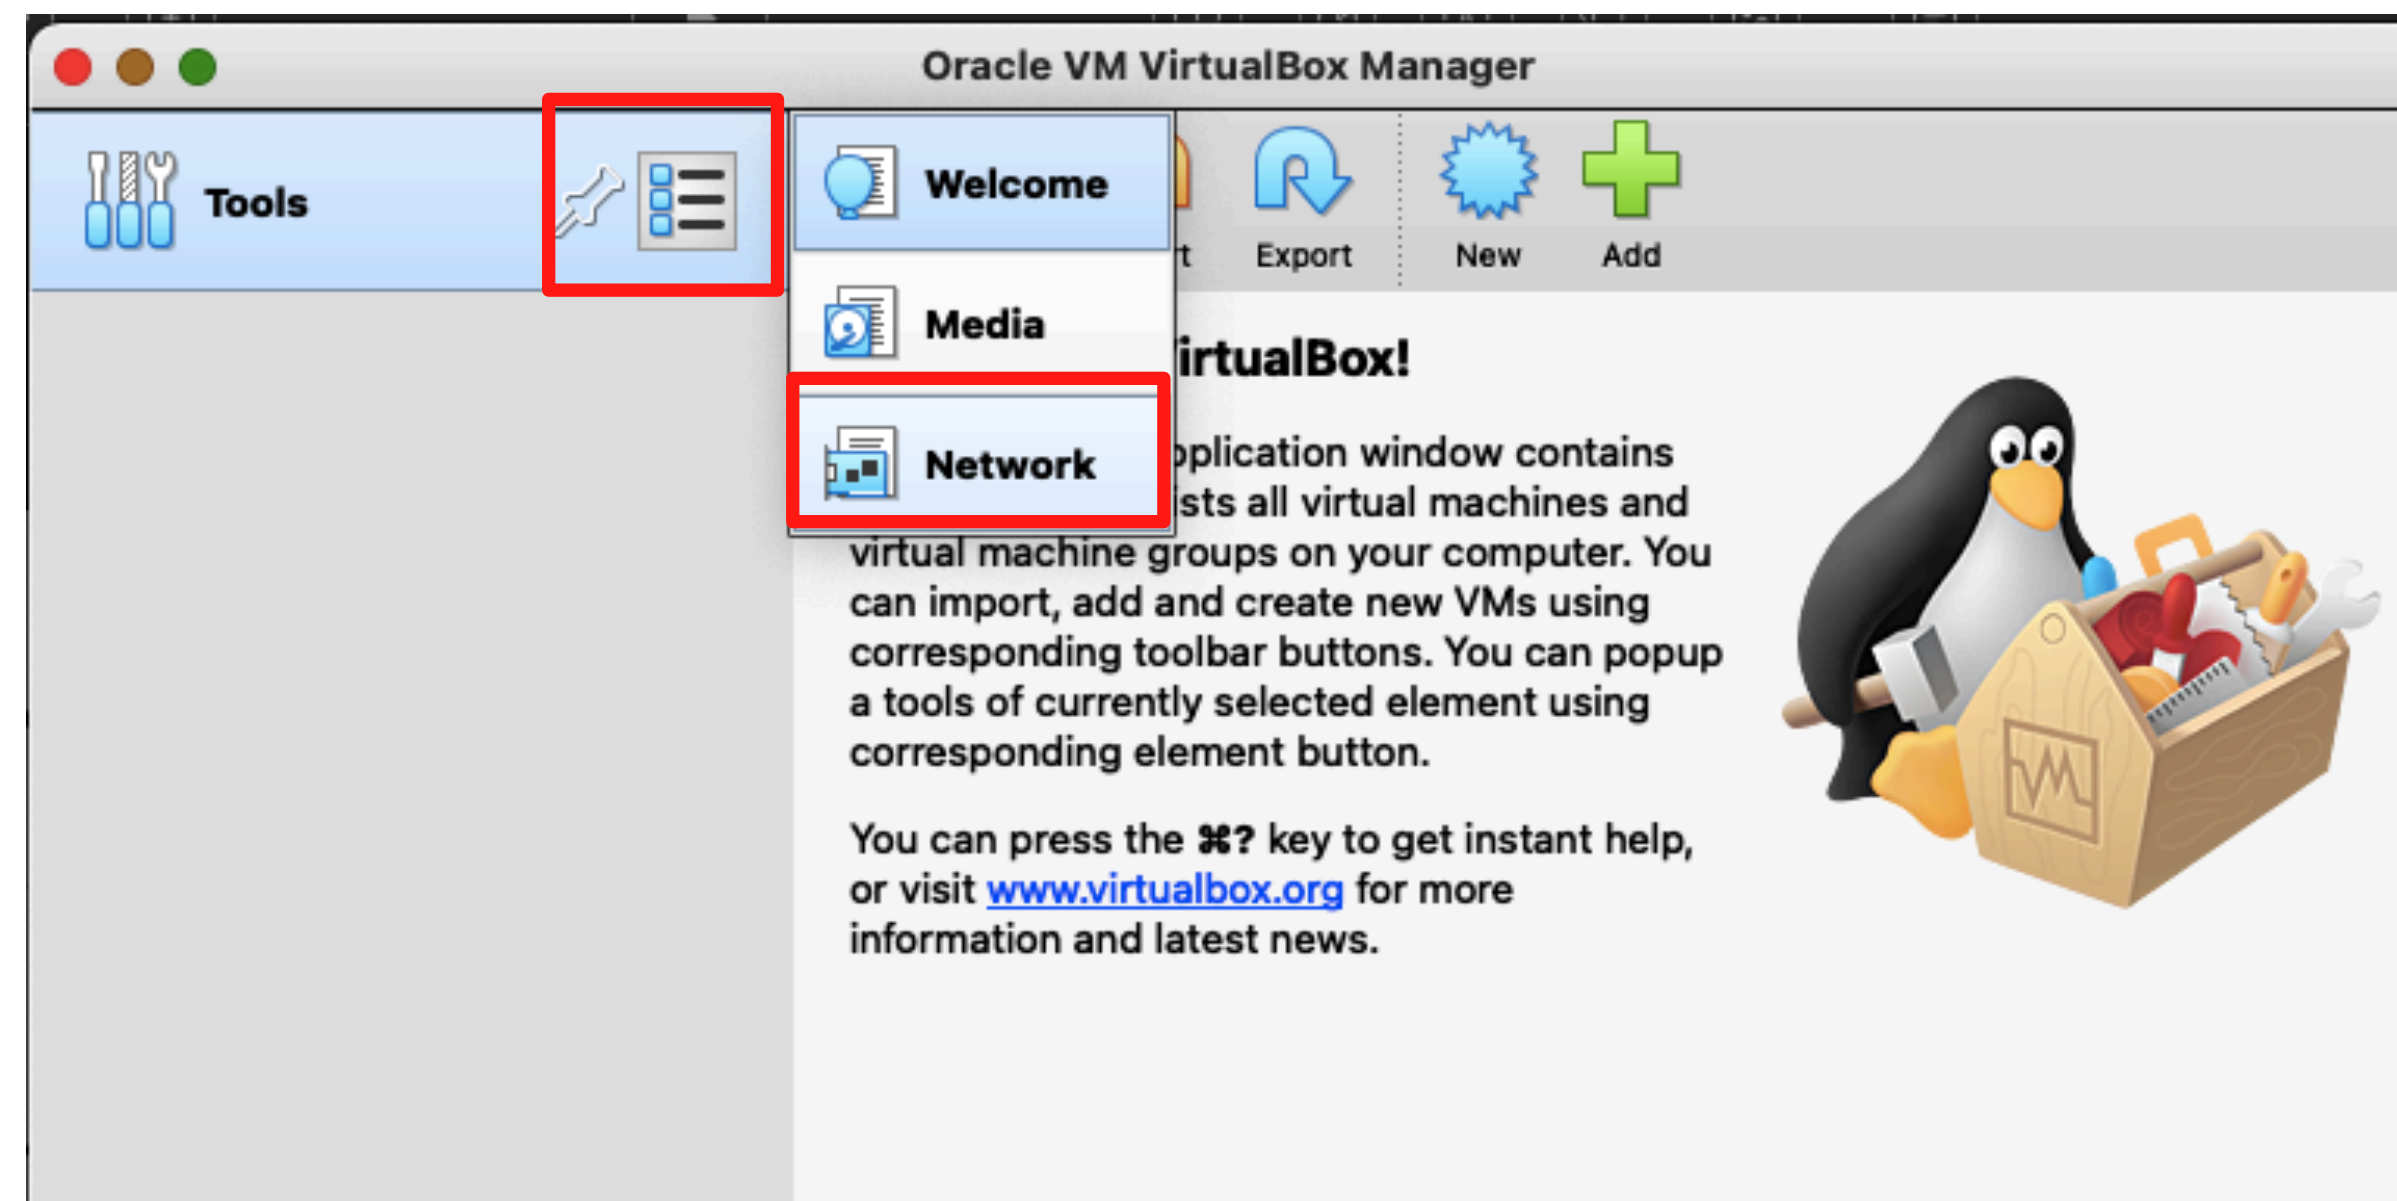 Oracle VM VirtualBox Manager
Tools
Welcome
Media
Network
Export
New
Add
irtualBox!
plication window contains
ists all virtual machines and
virtual machine groups on your computer. You
can import, add and create new VMs using
corresponding toolbar buttons. You can popup
a tools of currently selected element using
corresponding element button.
You can press the ⌘? key to get instant help,
or visit www.virtualbox.org for more
information and latest news.